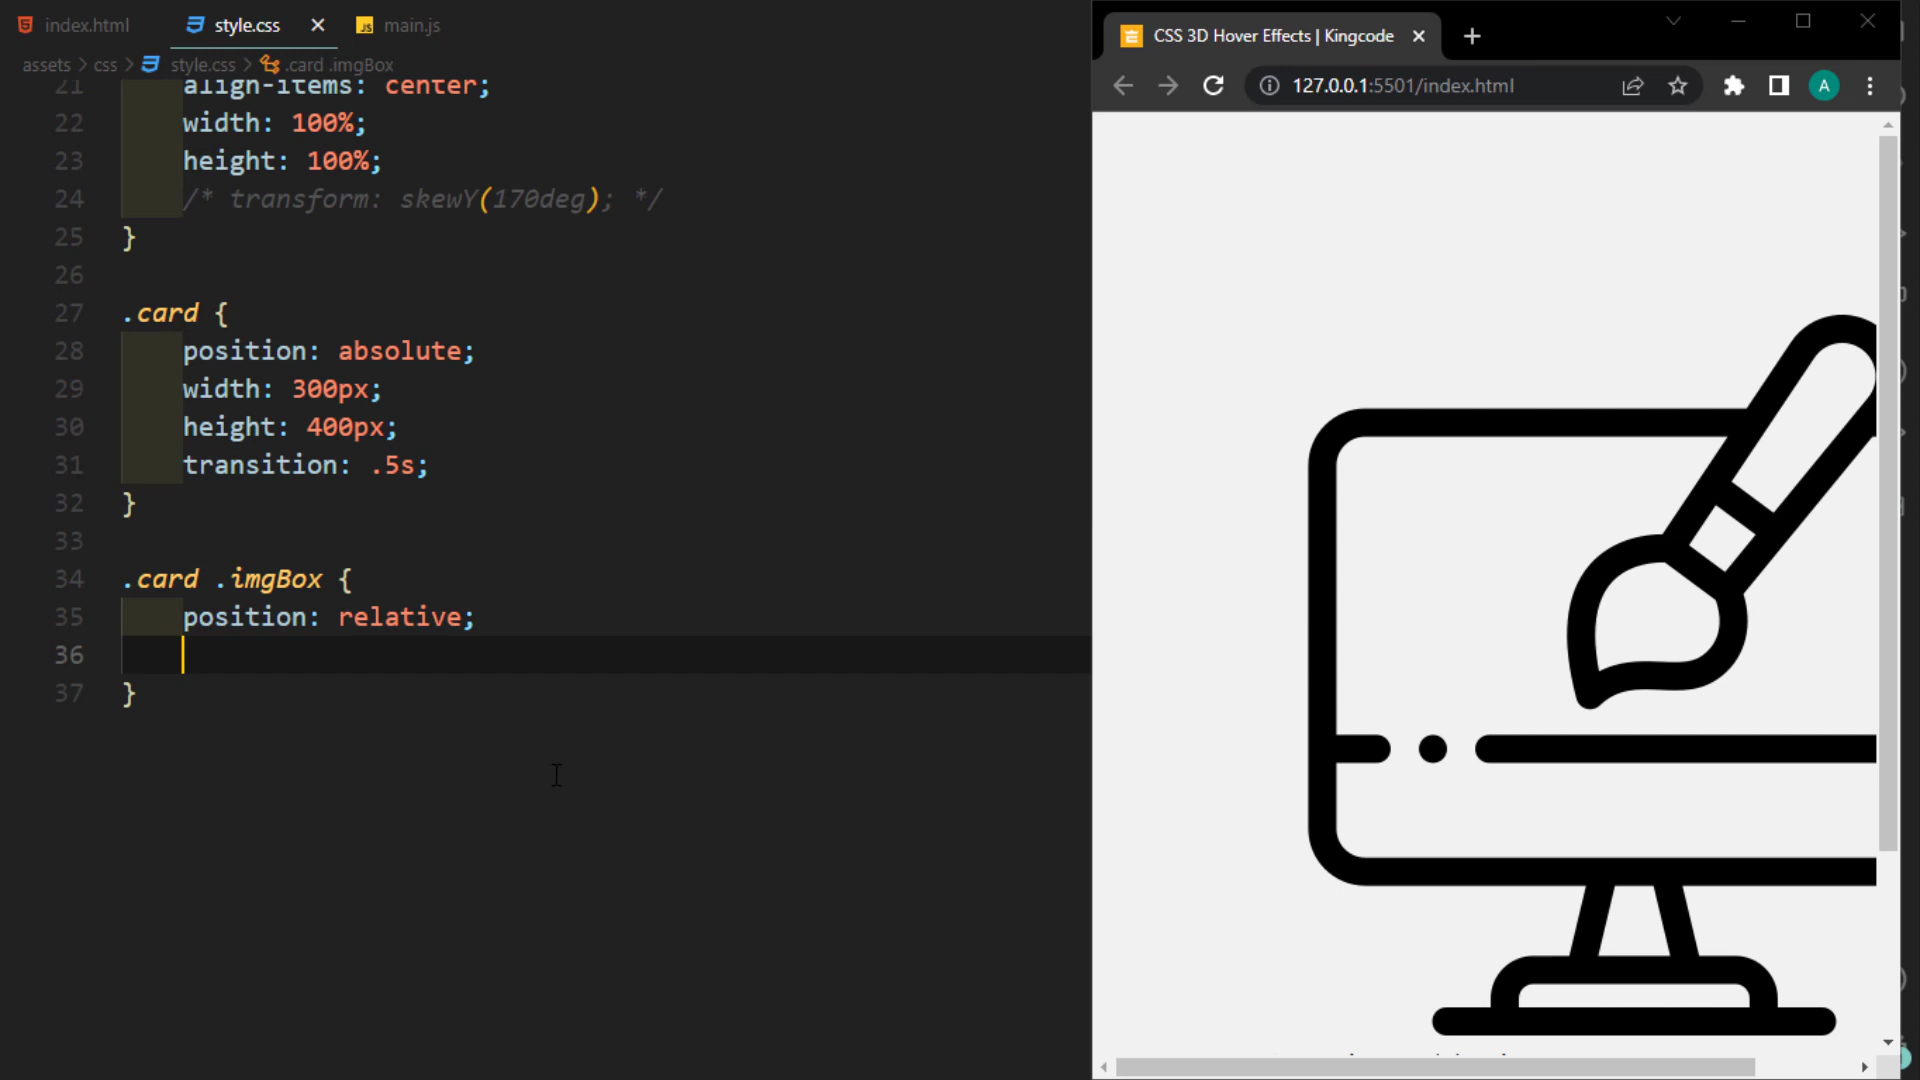 index.html
style.css
main.js
assets > css > style.css > .card .imgBox
21 align-items: center;
22 width: 100%;
23 height: 100%;
24 /* transform: skewY(170deg); */
25 }
26
27 .card {
28 position: absolute;
29 width: 300px;
30 height: 400px;
31 transition: .5s;
32 }
33
34 .card .imgBox {
35 position: relative;
36
37 }
CSS 3D Hover Effects | Kingcode
127.0.0.1:5501/index.html
A